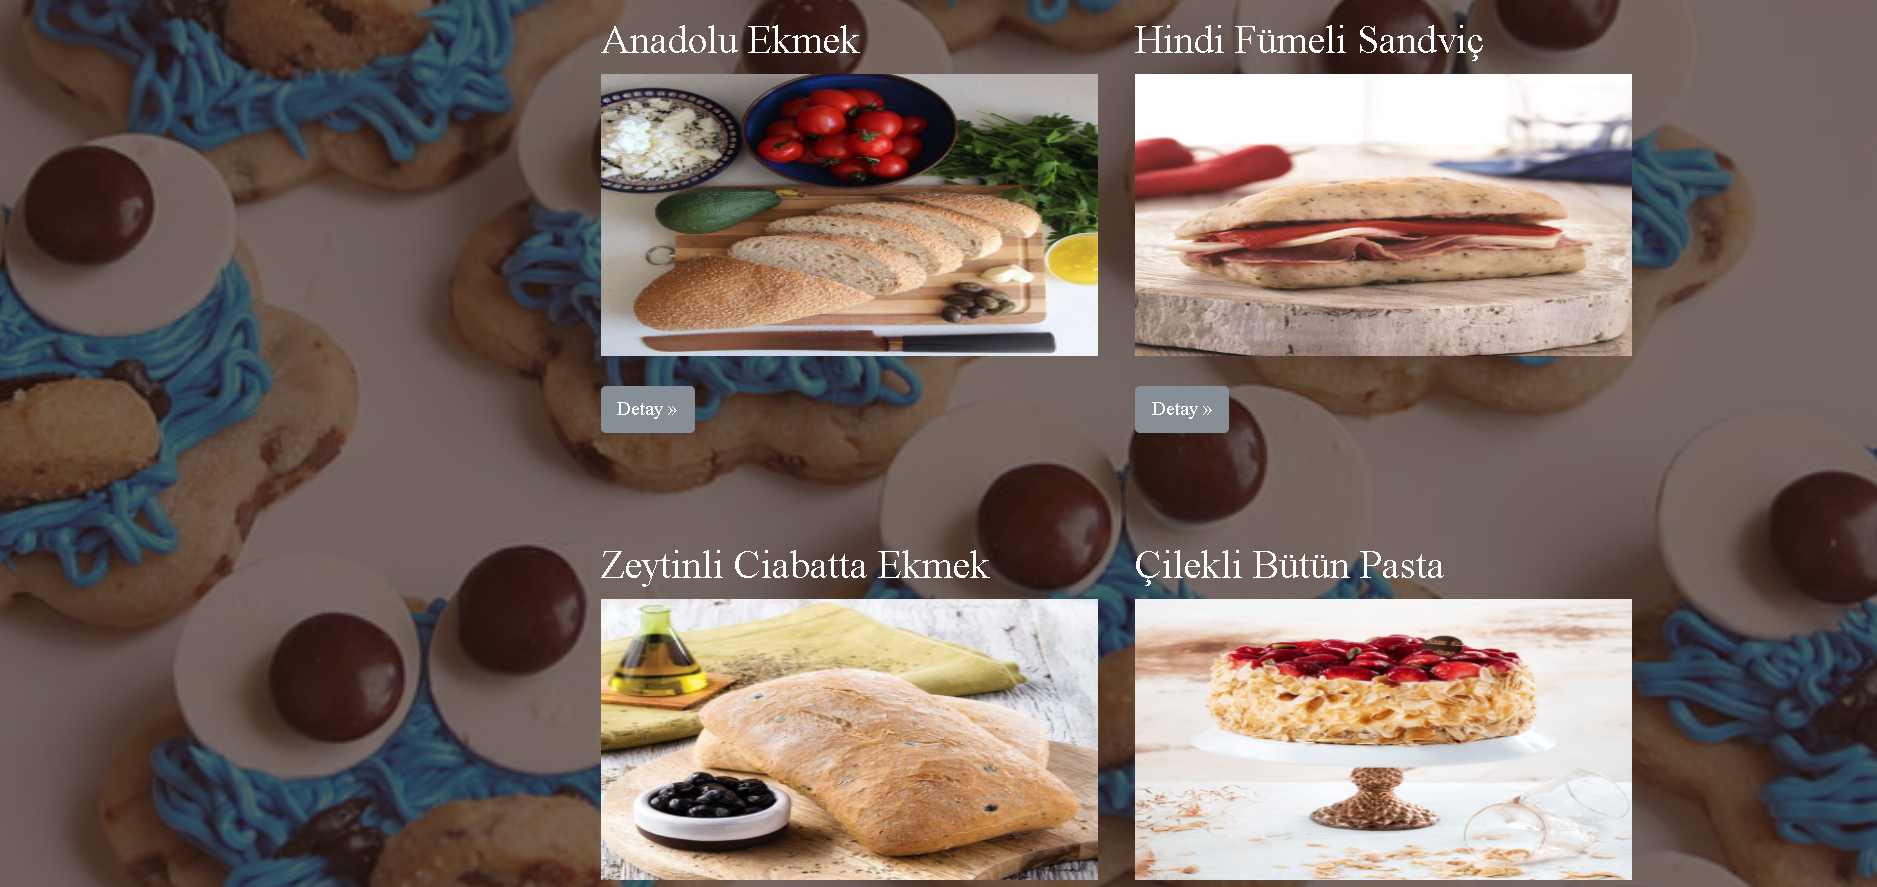 Anadolu Ekmek
Hindi Fümeli Sandviç
Detay »
Detay »
Zeytinli Ciabatta Ekmek
Çilekli Bütün Pasta